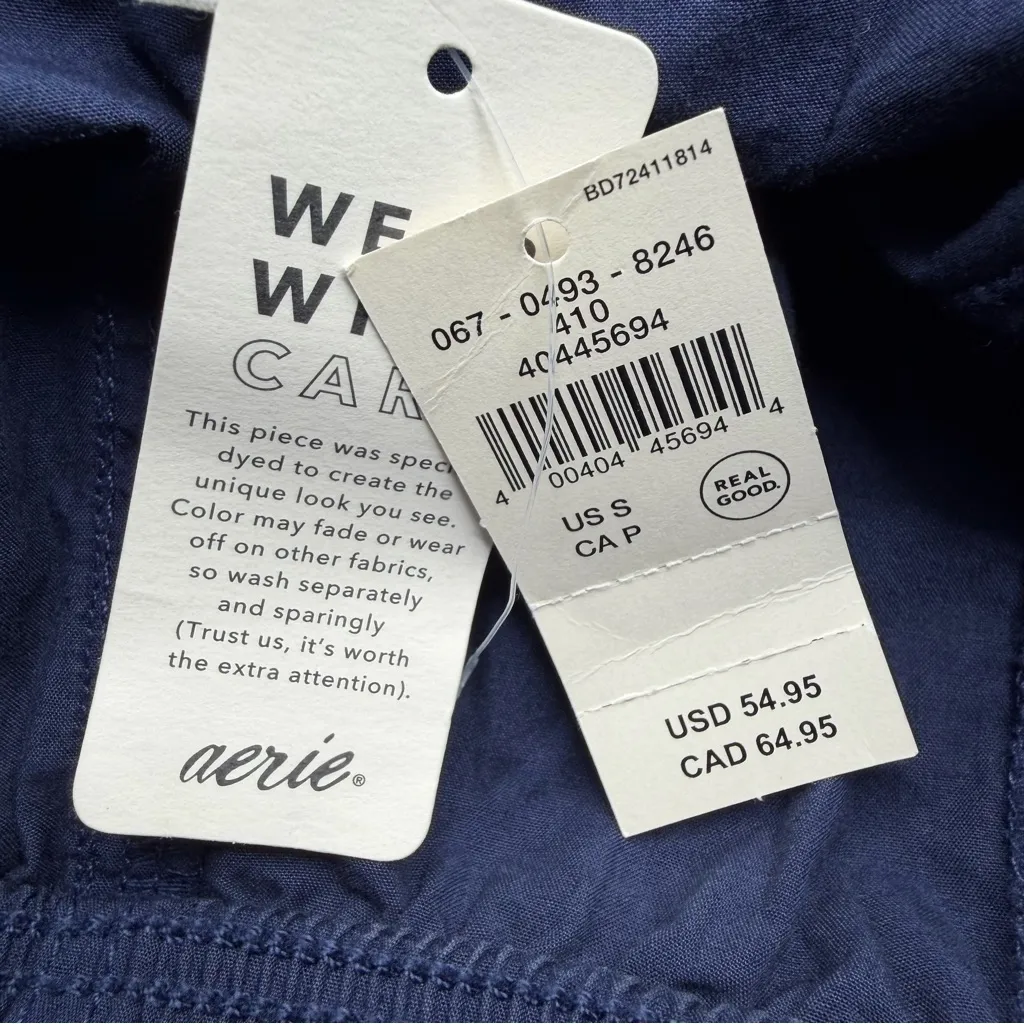 WE
W
CAR
This piece was speci
dyed to create the
unique look you see.
Color may fade or wear
off on other fabrics,
so wash separately
and sparingly
(Trust us, it's worth
the extra attention).
aerie®
BD72411814
067 - 0493 - 8246
410
40445694
4 00404 45694 4
US S
CA P
REAL
GOOD.
USD 54.95
CAD 64.95